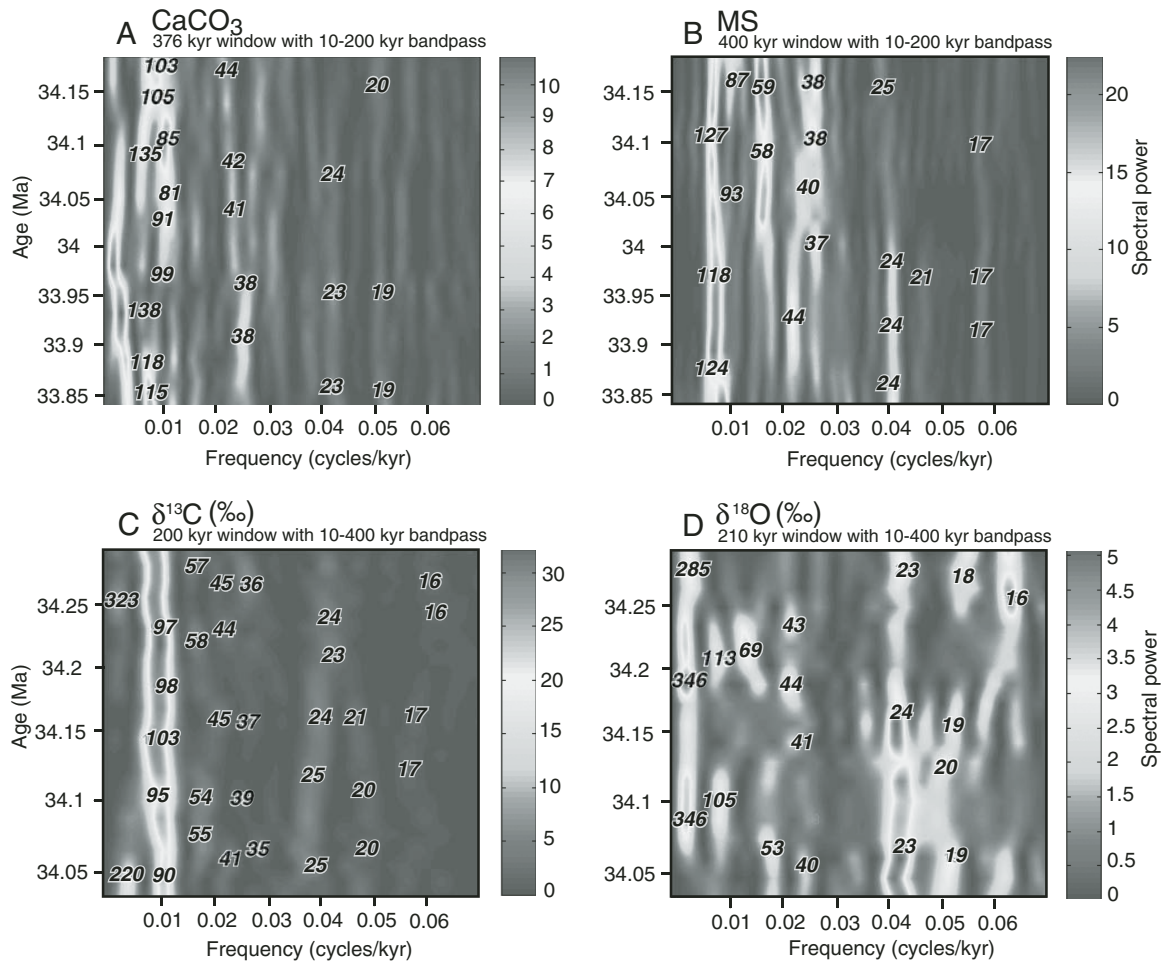 A CaCO3
376 kyr window with 10-200 kyr bandpass
103 44 20
105
85
135 42 24
81
91 41
99 38 23 19
138
38
118
115 23 19
34.15
34.1
34.05
34
33.95
33.9
33.85
Age (Ma)
0.01 0.02 0.03 0.04 0.05 0.06
Frequency (cycles/kyr)
10
9
8
7
6
5
4
3
2
1
0
B MS
400 kyr window with 10-200 kyr bandpass
87 59 38 25
127 38 17
58
93 40
37
24
118 21 17
44 24 17
124
24
34.15
34.1
34.05
34
33.95
33.9
33.85
0.01 0.02 0.03 0.04 0.05 0.06
Frequency (cycles/kyr)
20
15
10
5
0
Spectral power
C δ13C (‰)
200 kyr window with 10-400 kyr bandpass
57
45 36 16
323
16
97 44 24
58
23
98
45 37 24 21 17
103
25 17
95 54 39 20
55
41 35 20
220 90 25
34.25
34.2
34.15
34.1
34.05
Age (Ma)
0.01 0.02 0.03 0.04 0.05 0.06
Frequency (cycles/kyr)
30
25
20
15
10
5
0
D δ18O (‰)
210 kyr window with 10-400 kyr bandpass
285 23 18
16
43
113 69
346 44
24 19
41
20
105
346
53 23 19
40
34.25
34.2
34.15
34.1
34.05
0.01 0.02 0.03 0.04 0.05 0.06
Frequency (cycles/kyr)
5
4.5
4
3.5
3
2.5
2
1.5
1
0.5
0
Spectral power